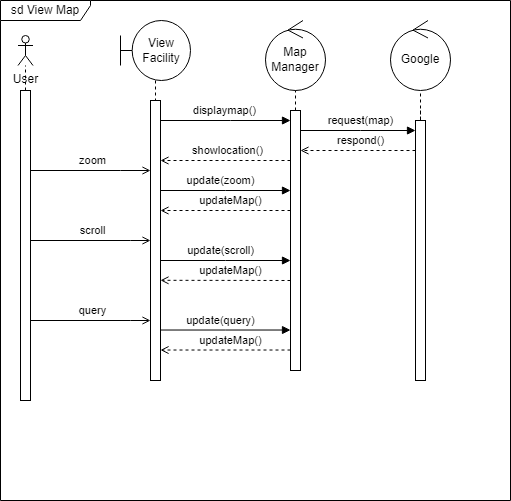 sd View Map
User
View
Facility
Map
Manager
Google
displaymap()
request(map)
respond()
showlocation()
zoom
update(zoom)
updateMap()
scroll
update(scroll)
updateMap()
query
update(query)
updateMap()